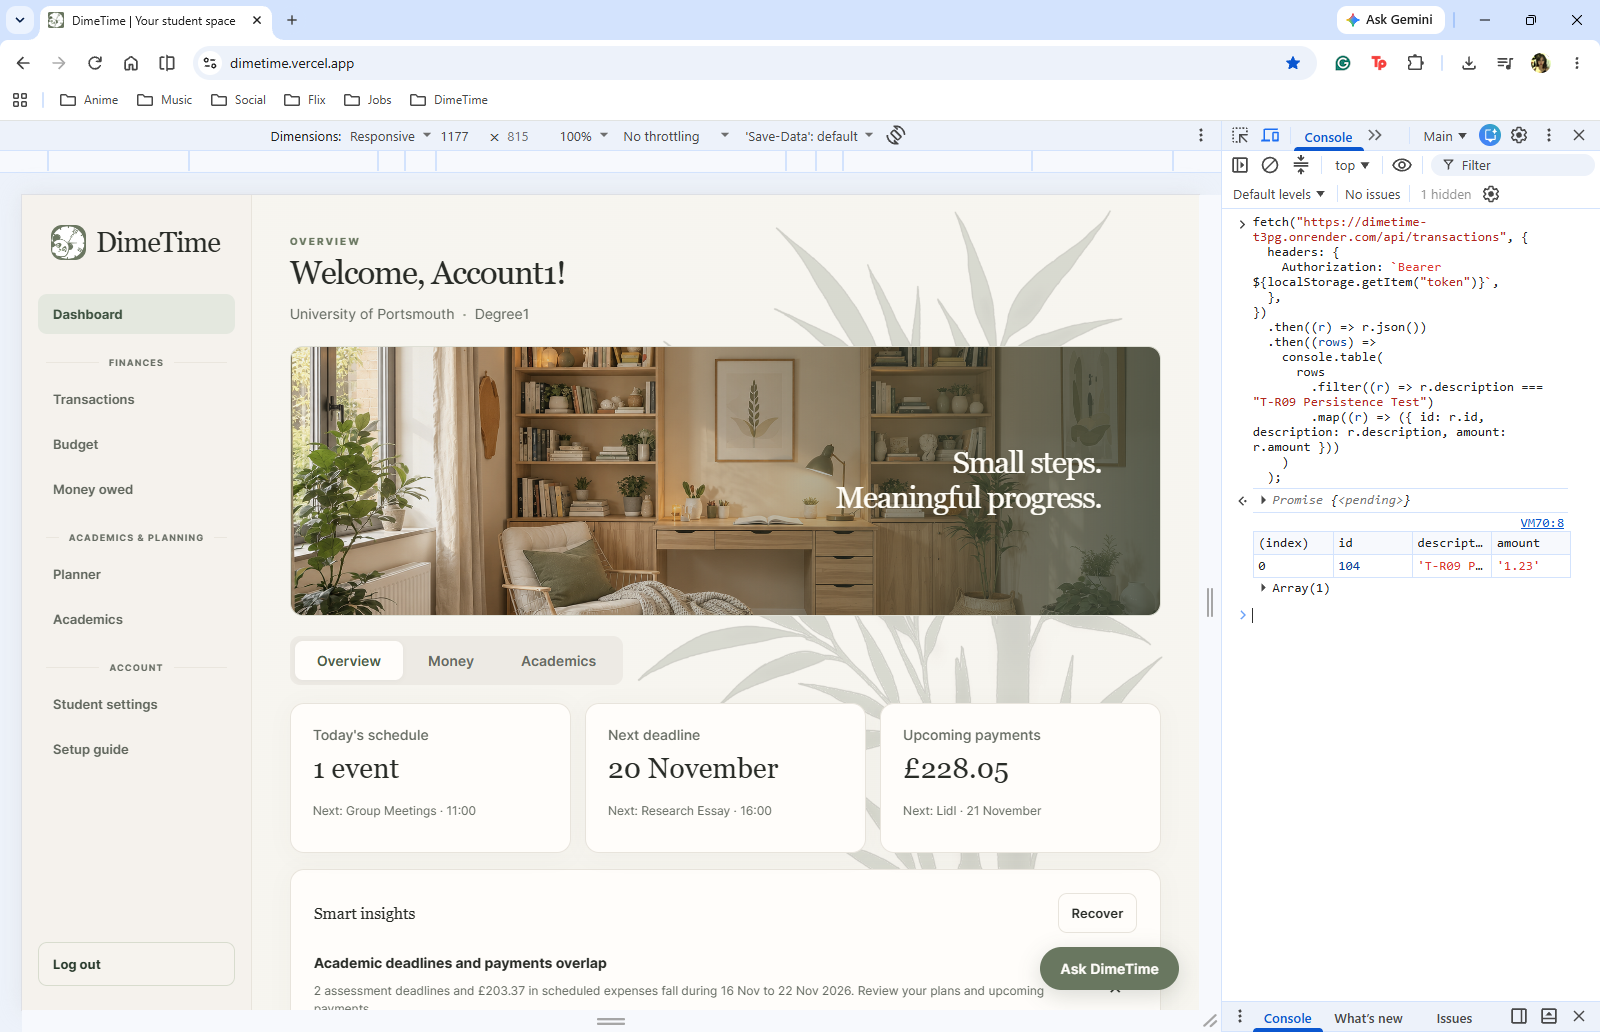 DimeTime | Your student space
Ask Gemini
dimetime.vercel.app
Anime
Music
Social
Flix
Jobs
DimeTime
Dimensions: Responsive 1177 × 815 100% No throttling 'Save-Data': default
DimeTime
Dashboard
FINANCES
Transactions
Budget
Money owed
ACADEMICS & PLANNING
Planner
Academics
ACCOUNT
Student settings
Setup guide
Log out
OVERVIEW
Welcome, Account1!
University of Portsmouth · Degree1
Small steps.
Meaningful progress.
Overview
Money
Academics
Today's schedule
1 event
Next: Group Meetings · 11:00
Next deadline
20 November
Next: Research Essay · 16:00
Upcoming payments
£228.05
Next: Lidl · 21 November
Smart insights
Recover
Academic deadlines and payments overlap
2 assessment deadlines and £203.37 in scheduled expenses fall during 16 Nov to 22 Nov 2026. Review your plans and upcoming
payments.
Ask DimeTime
Console
Main
top
Filter
Default levels
No issues
1 hidden
fetch("https://dimetime-
t3pg.onrender.com/api/transactions", {
headers: {
Authorization: `Bearer
${localStorage.getItem("token")}`,
},
})
.then((r) => r.json())
.then((rows) =>
console.table(
rows
.filter((r) => r.description ===
"T-R09 Persistence Test")
.map((r) => ({ id: r.id,
description: r.description, amount:
r.amount }))
)
);
Promise {<pending>}
VM70:8
(index) id descript… amount
0 104 'T-R09 P… '1.23'
Array(1)
Console
What's new
Issues